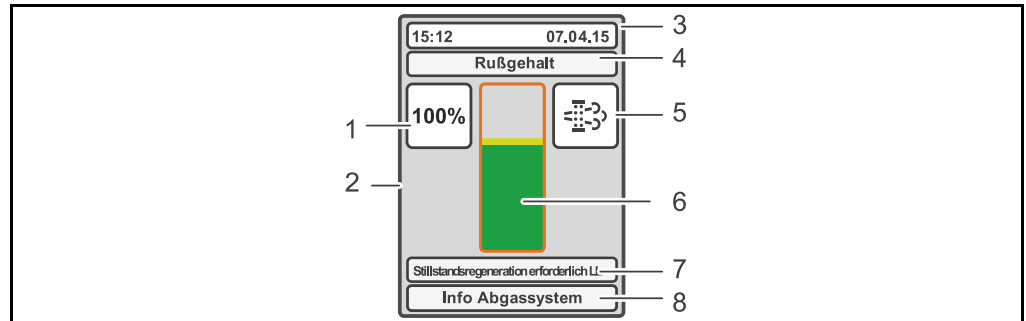 15:12 07.04.15 3
Rußgehalt 4
100% 1
5
2
6
Stillstandsregeneration erforderlich 7
Info Abgassystem 8